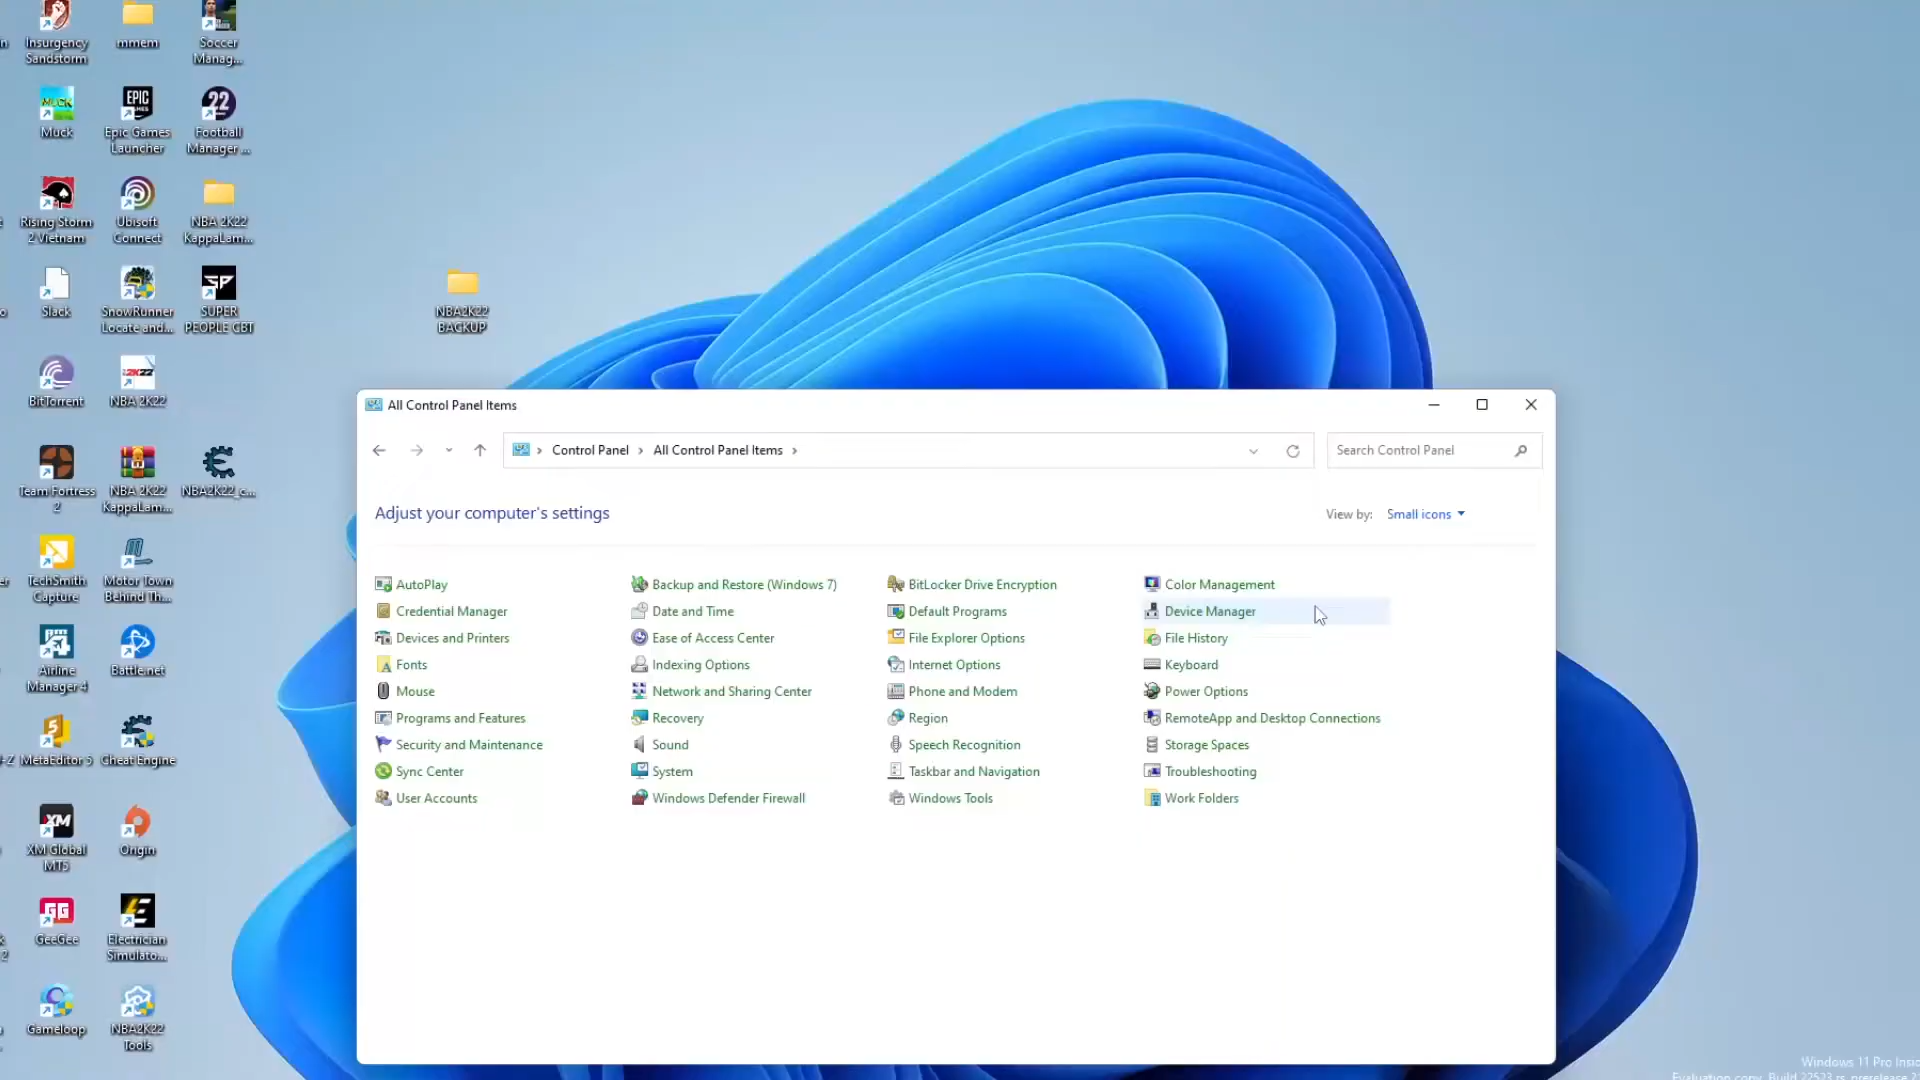 Insurgency
Sandstorm
mmem
Soccer
Manag...
Muck
Epic Games
Launcher
Football
Manager ...
Rising Storm
2 Vietnam
Ubisoft
Connect
NBA 2K22
KappaLam...
Slack
SnowRunner
Locate and...
SUPER
PEOPLE CBT
NBA2K22
BACKUP
BitTorrent
NBA 2K22
Team Fortress
2
NBA 2K22
KappaLam...
NBA2K22_c...
TechSmith
Capture
Motor Town
Behind Th...
Airline
Manager 4
Battle.net
MetaEditor 5
Cheat Engine
XM Global
MT5
Origin
GeeGee
Electrician
Simulato...
Gameloop
NBA2K22
Tools
All Control Panel Items
Control Panel
All Control Panel Items
Search Control Panel
Adjust your computer's settings
View by: Small icons
AutoPlay
Backup and Restore (Windows 7)
BitLocker Drive Encryption
Color Management
Credential Manager
Date and Time
Default Programs
Device Manager
Devices and Printers
Ease of Access Center
File Explorer Options
File History
Fonts
Indexing Options
Internet Options
Keyboard
Mouse
Network and Sharing Center
Phone and Modem
Power Options
Programs and Features
Recovery
Region
RemoteApp and Desktop Connections
Security and Maintenance
Sound
Speech Recognition
Storage Spaces
Sync Center
System
Taskbar and Navigation
Troubleshooting
User Accounts
Windows Defender Firewall
Windows Tools
Work Folders
Windows 11 Pro Insi
Evaluation copy. Build 22523.rs_prerelease.2